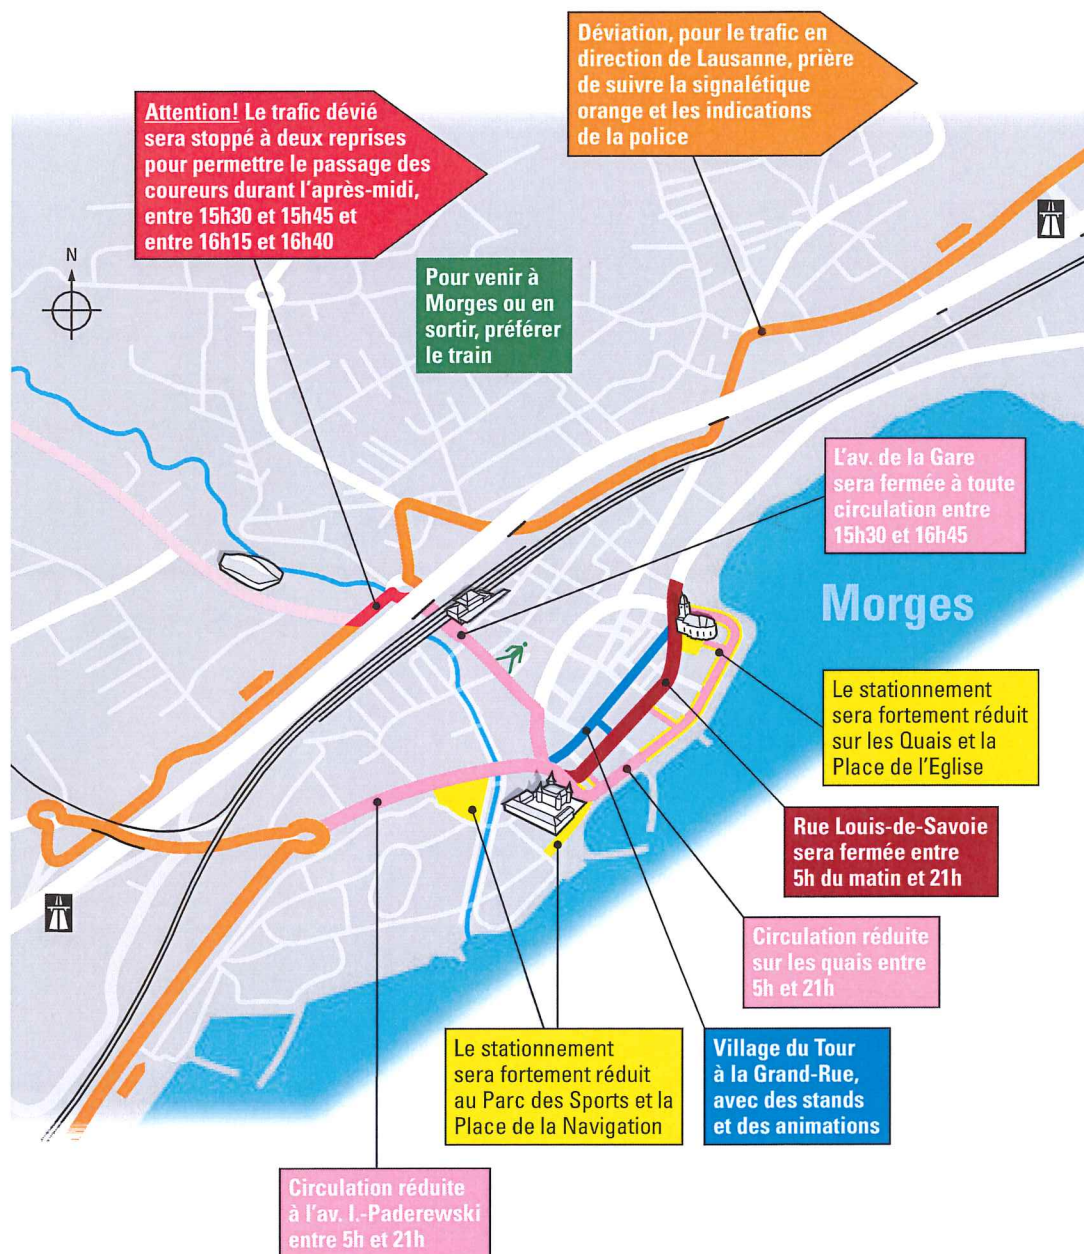 Déviation, pour le trafic en
direction de Lausanne, prière
de suivre la signalétique
orange et les indications
de la police
Attention! Le trafic dévié
sera stoppé à deux reprises
pour permettre le passage des
coureurs durant l'après-midi,
entre 15h30 et 15h45 et
entre 16h15 et 16h40
N
Pour venir à
Morges ou en
sortir, préférer
le train
L'av. de la Gare
sera fermée à toute
circulation entre
15h30 et 16h45
Morges
Le stationnement
sera fortement réduit
sur les Quais et la
Place de l'Eglise
Rue Louis-de-Savoie
sera fermée entre
5h du matin et 21h
Circulation réduite
sur les quais entre
5h et 21h
Le stationnement
sera fortement réduit
au Parc des Sports et la
Place de la Navigation
Village du Tour
à la Grand-Rue,
avec des stands
et des animations
Circulation réduite
à l'av. I.-Paderewski
entre 5h et 21h